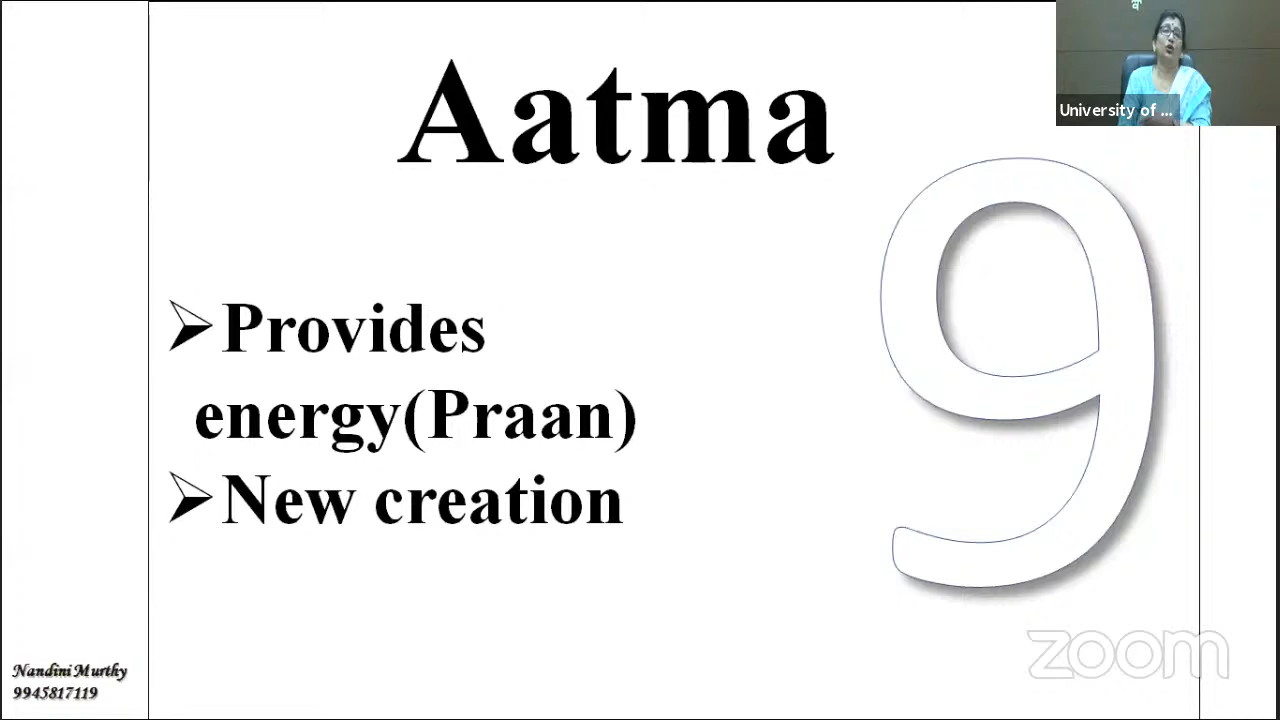 Aatma
➢Provides
energy(Praan)
➢New creation
9
University of ...
zoom
Nandini Murthy
9945817119